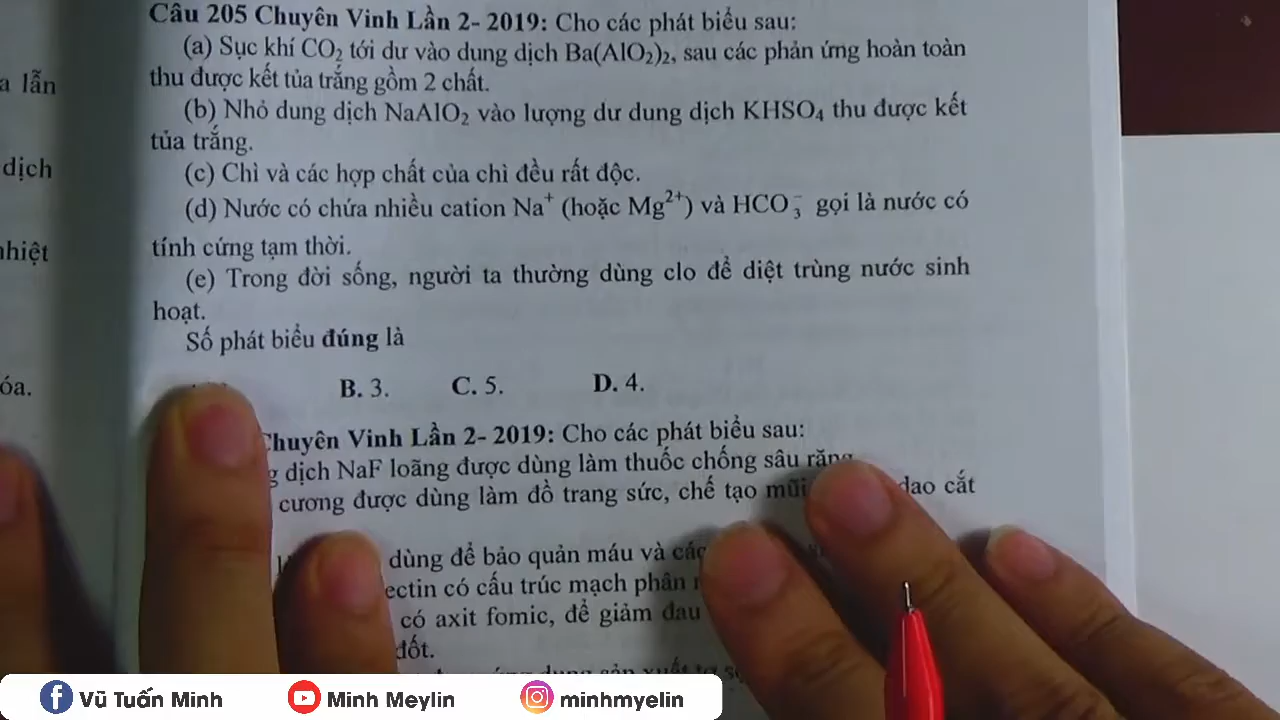 Câu 205 Chuyên Vinh Lần 2- 2019: Cho các phát biểu sau:
(a) Sục khí CO₂ tới dư vào dung dịch Ba(AlO₂)₂, sau các phản ứng hoàn toàn
a lẫn
thu được kết tủa trắng gồm 2 chất.
(b) Nhỏ dung dịch NaAlO₂ vào lượng dư dung dịch KHSO₄ thu được kết
tủa trắng.
dịch
(c) Chì và các hợp chất của chì đều rất độc.
(d) Nước có chứa nhiều cation Na⁺ (hoặc Mg²⁺) và HCO₃⁻ gọi là nước có
nhiệt
tính cứng tạm thời.
(e) Trong đời sống, người ta thường dùng clo để diệt trùng nước sinh
hoạt.
Số phát biểu đúng là
óa.
B. 3. C. 5. D. 4.
Chuyên Vinh Lần 2- 2019: Cho các phát biểu sau:
g dịch NaF loãng được dùng làm thuốc chống sâu răng
cương được dùng làm đồ trang sức, chế tạo mũi dao cắt
dùng để bảo quản máu và các
ectin có cấu trúc mạch phân
có axit fomic, để giảm đau
đốt.
Vũ Tuấn Minh Minh Meylin minhmyelin